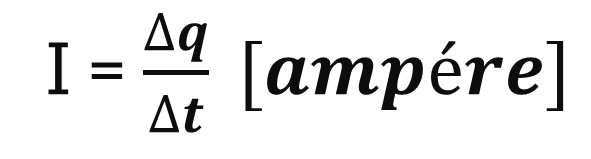 I = Δq/Δt [ampére]